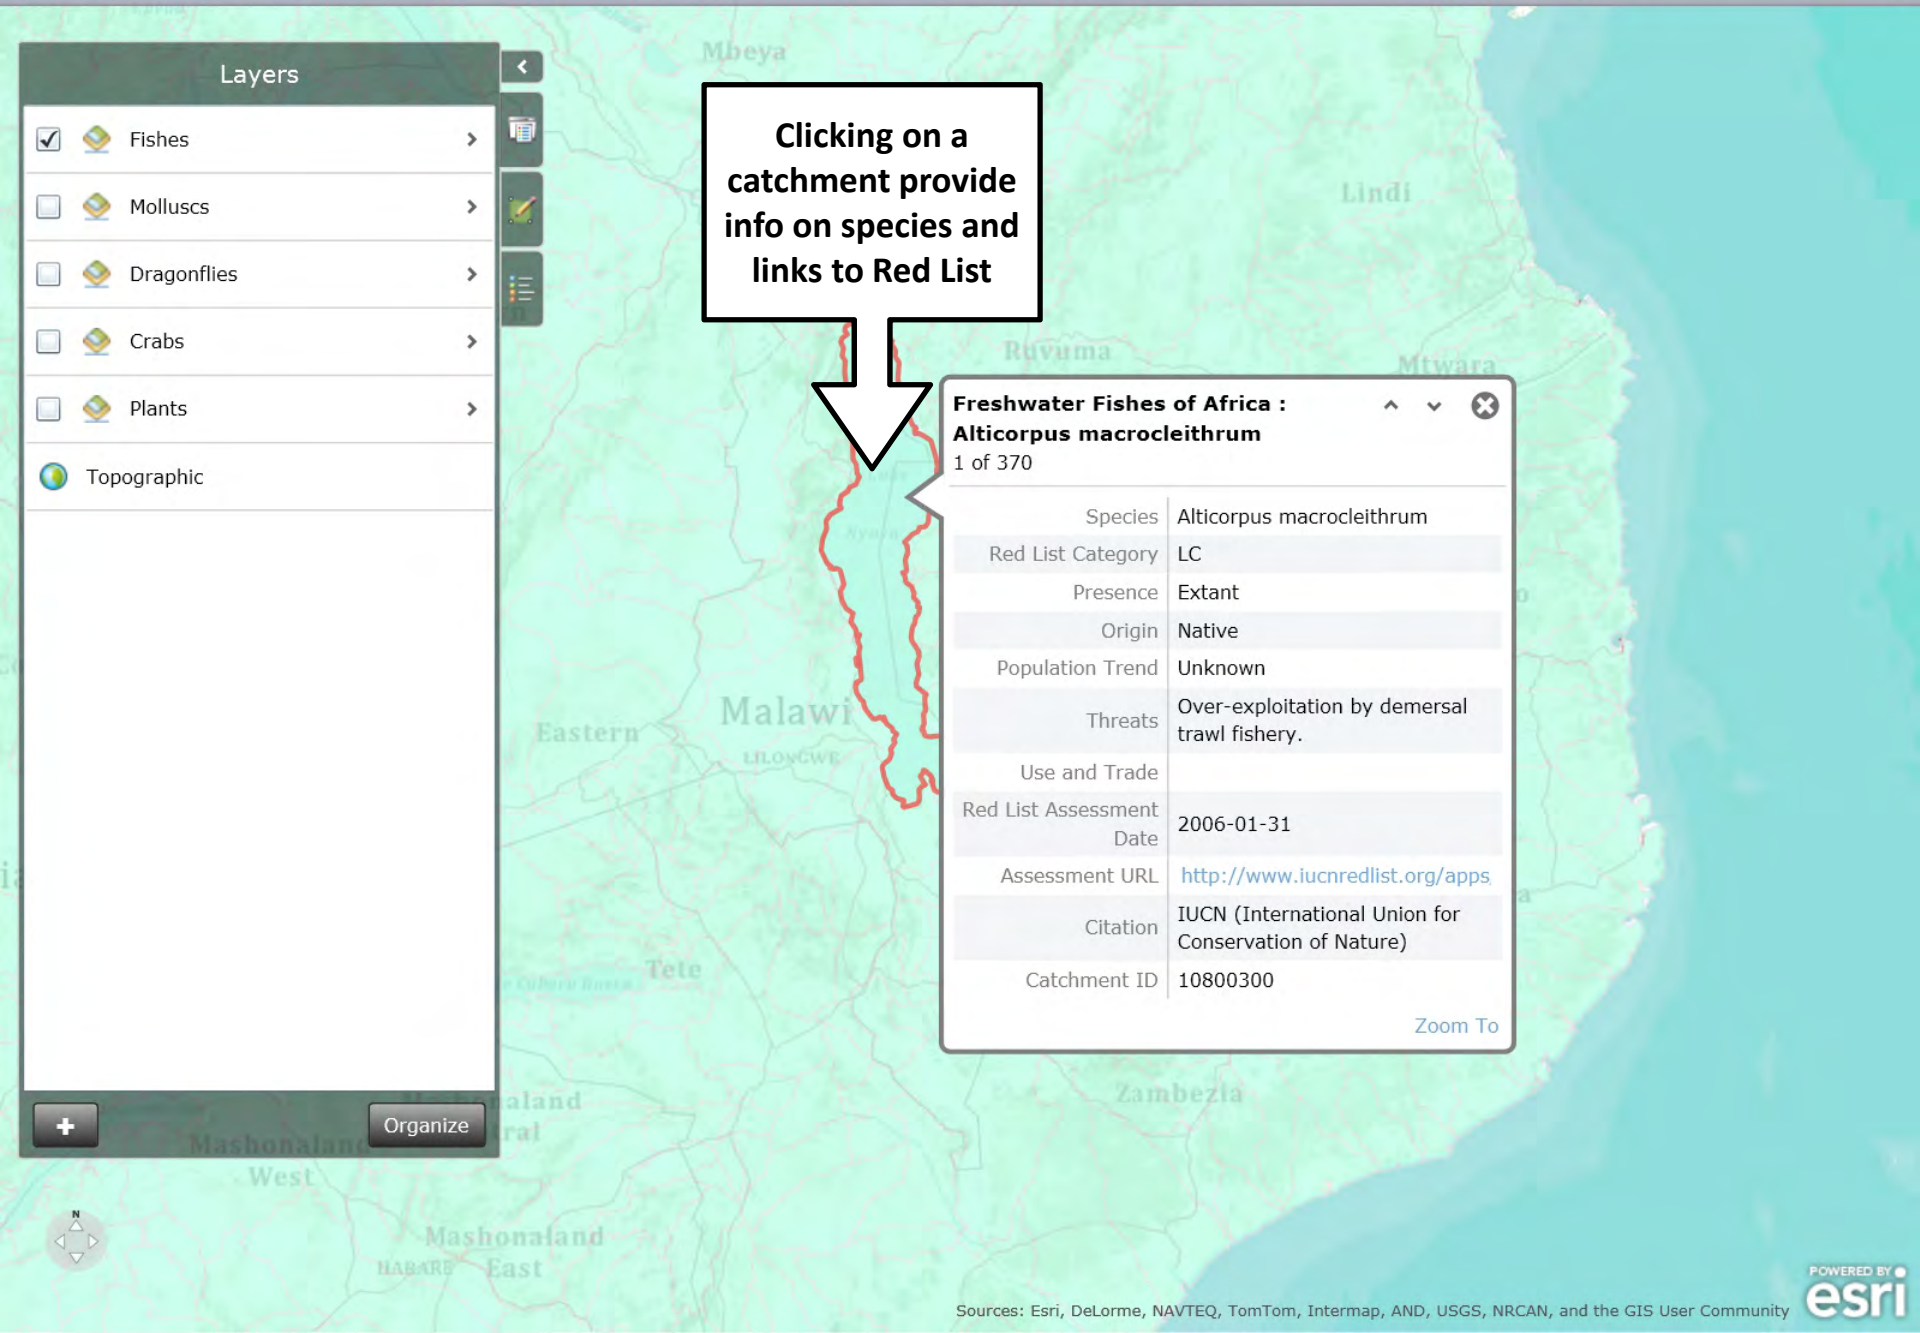 Layers
Fishes
Molluscs
Dragonflies
Crabs
Plants
Topographic
Organize
Clicking on a
catchment provide
info on species and
links to Red List
Mbeya
Lindi
Ruvuma
Mtwara
Nyasa
Malawi
LILONGWE
Eastern
Tete
Zambezia
Mashonaland
West
Mashonaland
East
HARARE
N
Freshwater Fishes of Africa :
Alticorpus macrocleithrum
1 of 370
Species Alticorpus macrocleithrum
Red List Category LC
Presence Extant
Origin Native
Population Trend Unknown
Threats Over-exploitation by demersal
trawl fishery.
Use and Trade
Red List Assessment
Date 2006-01-31
Assessment URL http://www.iucnredlist.org/apps
Citation IUCN (International Union for
Conservation of Nature)
Catchment ID 10800300
Zoom To
Sources: Esri, DeLorme, NAVTEQ, TomTom, Intermap, AND, USGS, NRCAN, and the GIS User Community
POWERED BY
esri